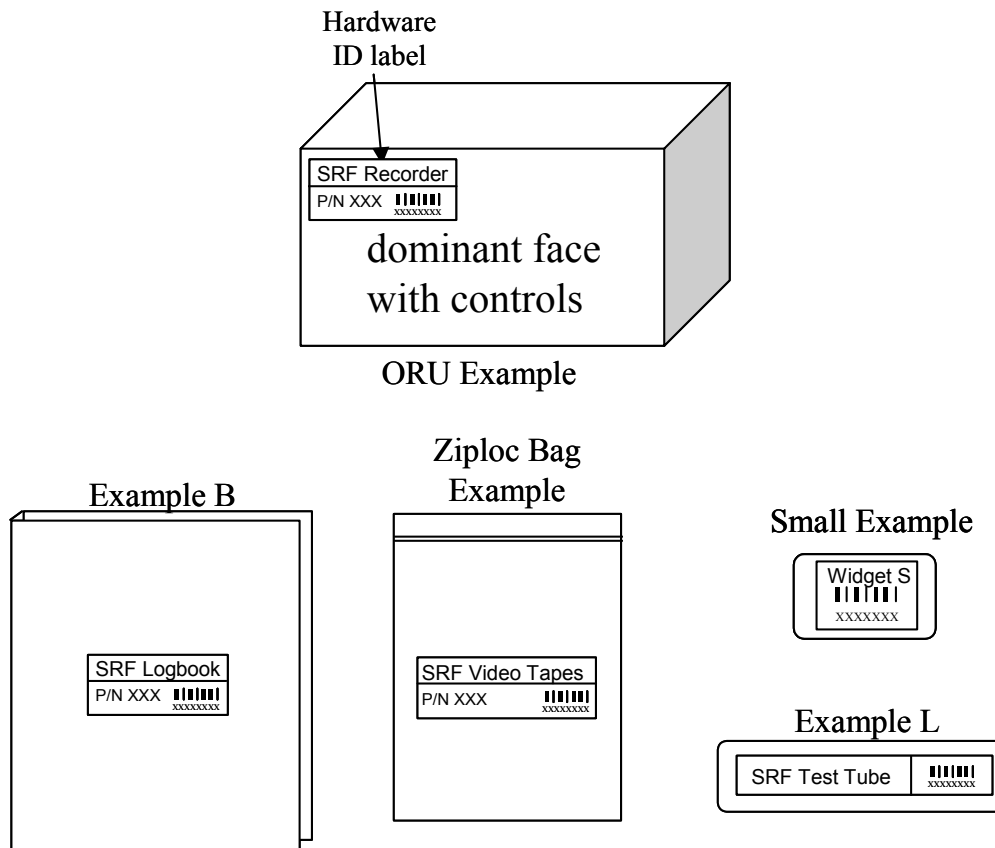 Hardware
ID label
SRF Recorder
P/N XXX
xxxxxxxx
dominant face
with controls
ORU Example
Example B
SRF Logbook
P/N XXX
xxxxxxxx
Ziploc Bag
Example
SRF Video Tapes
P/N XXX
xxxxxxxx
Small Example
Widget S
xxxxxxx
Example L
SRF Test Tube
xxxxxxxx